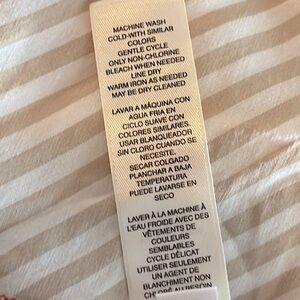 MACHINE WASH
COLD-WITH SIMILAR
COLORS
GENTLE CYCLE
ONLY NON-CHLORINE
BLEACH WHEN NEEDED
LINE DRY
WARM IRON AS NEEDED
MAY BE DRY CLEANED
LAVAR A MÁQUINA CON
AGUA FRIA EN
CICLO SUAVE CON
COLORES SIMILARES.
USAR BLANQUEADOR
SIN CLORO CUANDO SE
NECESITE.
SECAR COLGADO
PLANCHAR A BAJA
TEMPERATURA
PUEDE LAVARSE EN
SECO
LAVER À LA MACHINE À
L'EAU FROIDE AVEC DES
VÊTEMENTS DE
COULEURS
SEMBLABLES
CYCLE DÉLICAT
UTILISER SEULEMENT
UN AGENT DE
BLANCHIMENT NON
CHLORÉ AU BESOIN